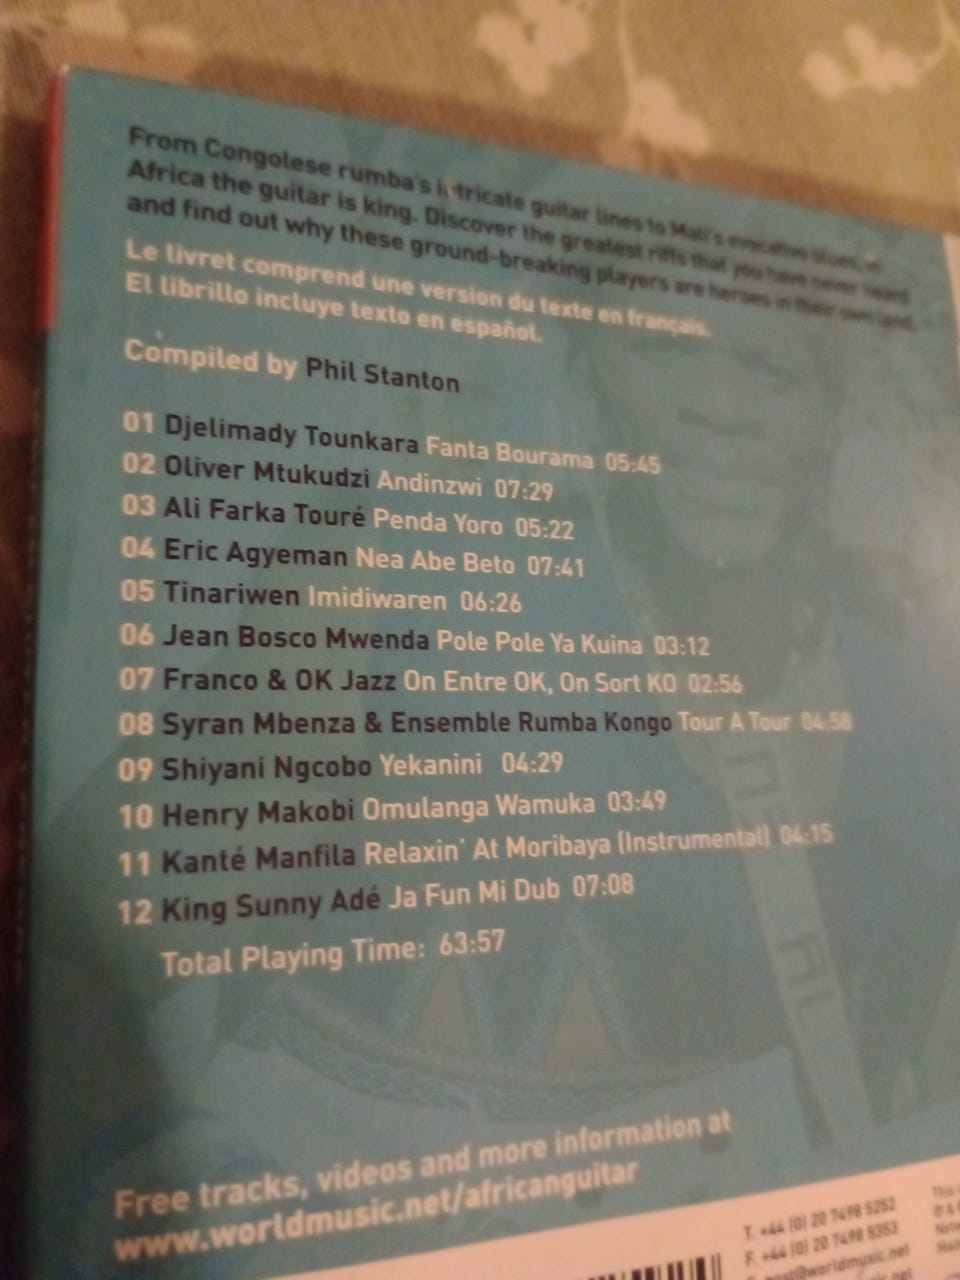 From Congolese rumba's intricate guitar lines to Mali's evocative blues, in
Africa the guitar is king. Discover the greatest riffs that you have never heard
and find out why these ground-breaking players are heroes in their own land.
Le livret comprend une version du texte en français.
El librillo incluye texto en español.
Compiled by Phil Stanton
01 Djelimady Tounkara Fanta Bourama 05:45
02 Oliver Mtukudzi Andinzwi 07:29
03 Ali Farka Touré Penda Yoro 05:22
04 Eric Agyeman Nea Abe Beto 07:41
05 Tinariwen Imidiwaren 06:26
06 Jean Bosco Mwenda Pole Pole Ya Kuina 03:12
07 Franco & OK Jazz On Entre OK, On Sort KO 02:56
08 Syran Mbenza & Ensemble Rumba Kongo Tour A Tour 04:58
09 Shiyani Ngcobo Yekanini 04:29
10 Henry Makobi Omulanga Wamuka 03:49
11 Kanté Manfila Relaxin' At Moribaya (Instrumental) 04:15
12 King Sunny Adé Ja Fun Mi Dub 07:08
Total Playing Time: 63:57
Free tracks, videos and more information at
www.worldmusic.net/africanguitar
T. +44 (0) 20 7498 5252
F. +44 (0) 20 7498 5353
post@worldmusic.net
This